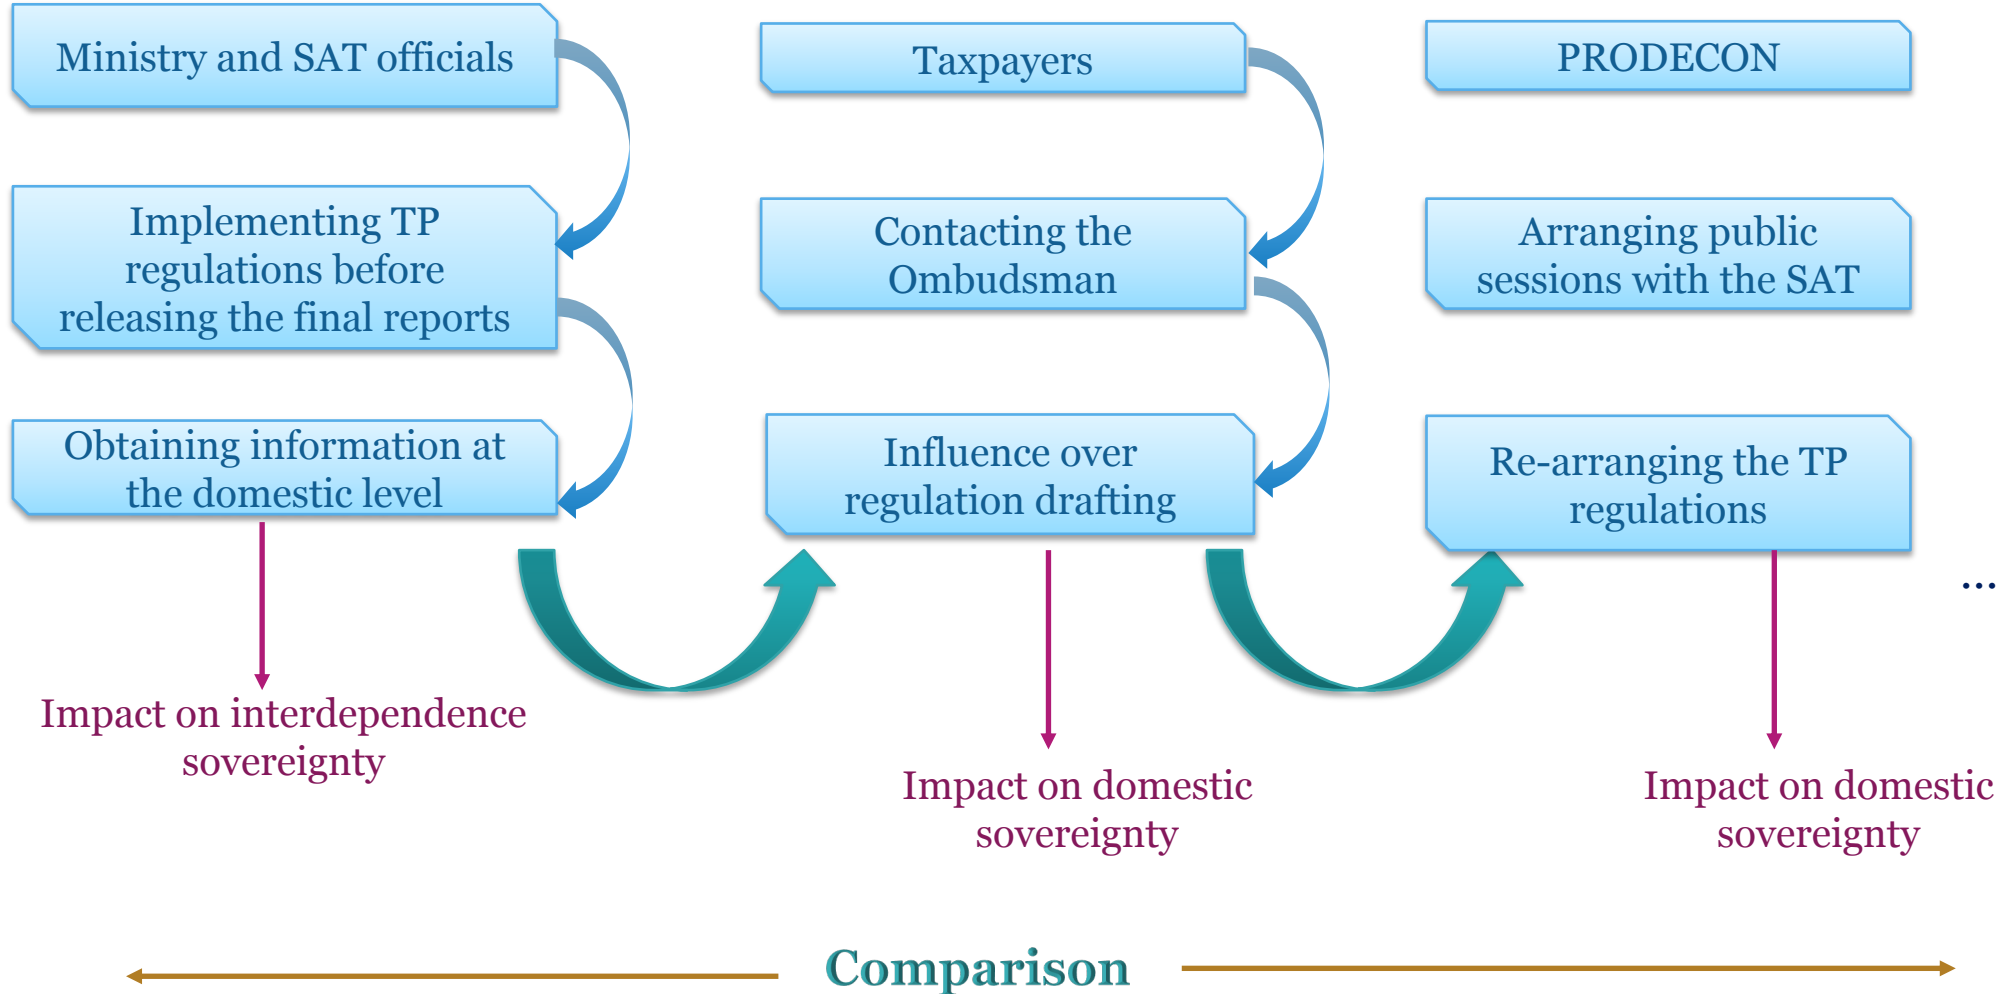 Ministry and SAT officials
Implementing TP
regulations before
releasing the final reports
Obtaining information at
the domestic level
Impact on interdependence
sovereignty
Taxpayers
Contacting the
Ombudsman
Influence over
regulation drafting
Impact on domestic
sovereignty
PRODECON
Arranging public
sessions with the SAT
Re-arranging the TP
regulations
Impact on domestic
sovereignty
...
Comparison